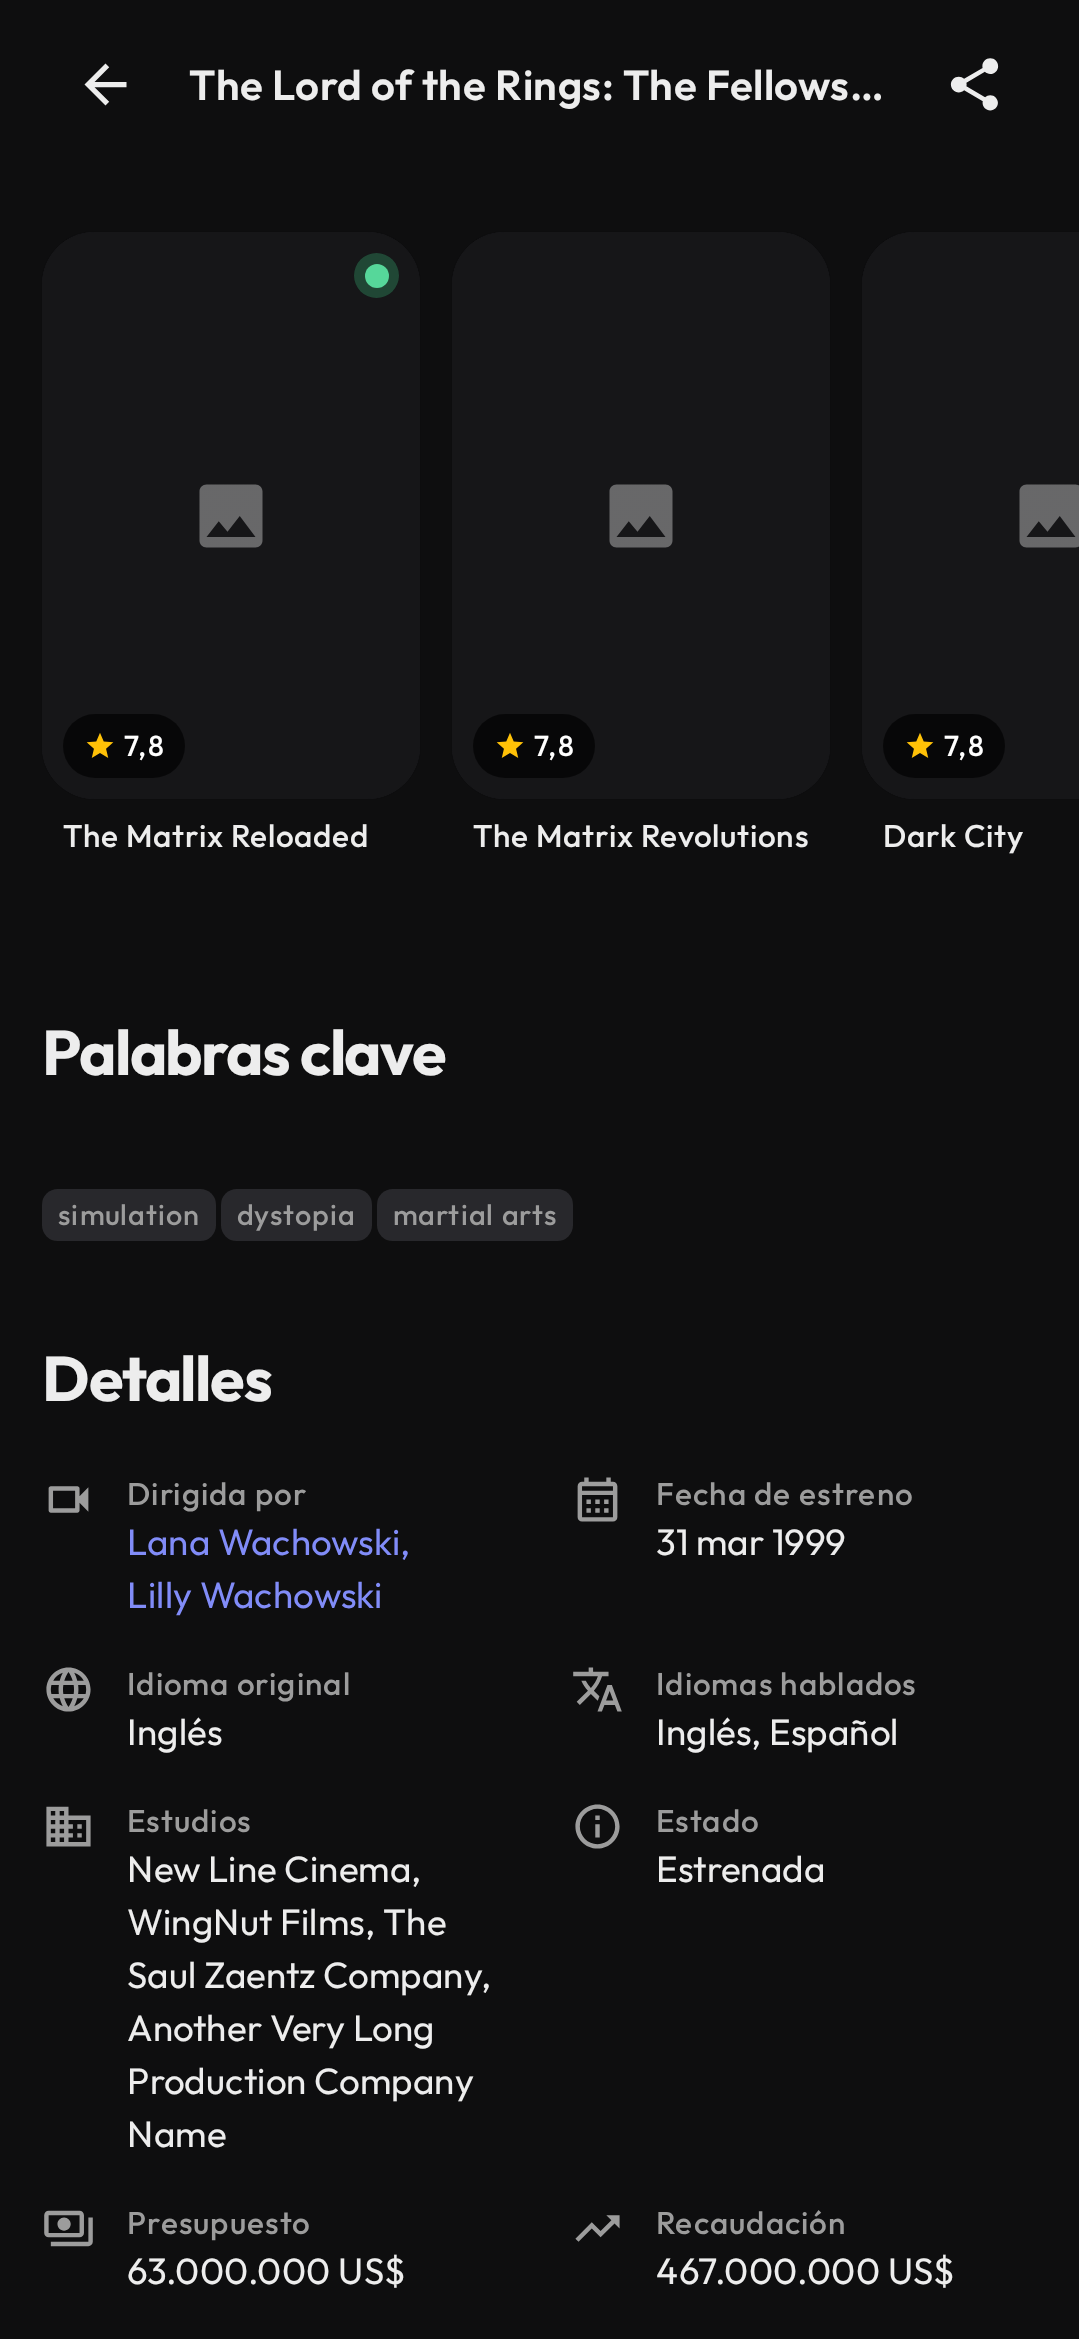 The Lord of the Rings: The Fellows...
7,8
7,8
7,8
The Matrix Reloaded
The Matrix Revolutions
Dark City
Palabras clave
simulation
dystopia
martial arts
Detalles
Dirigida por
Lana Wachowski,
Lilly Wachowski
Fecha de estreno
31 mar 1999
Idioma original
Inglés
Idiomas hablados
Inglés, Español
Estudios
New Line Cinema,
WingNut Films, The
Saul Zaentz Company,
Another Very Long
Production Company
Name
Estado
Estrenada
Presupuesto
63.000.000 US$
Recaudación
467.000.000 US$